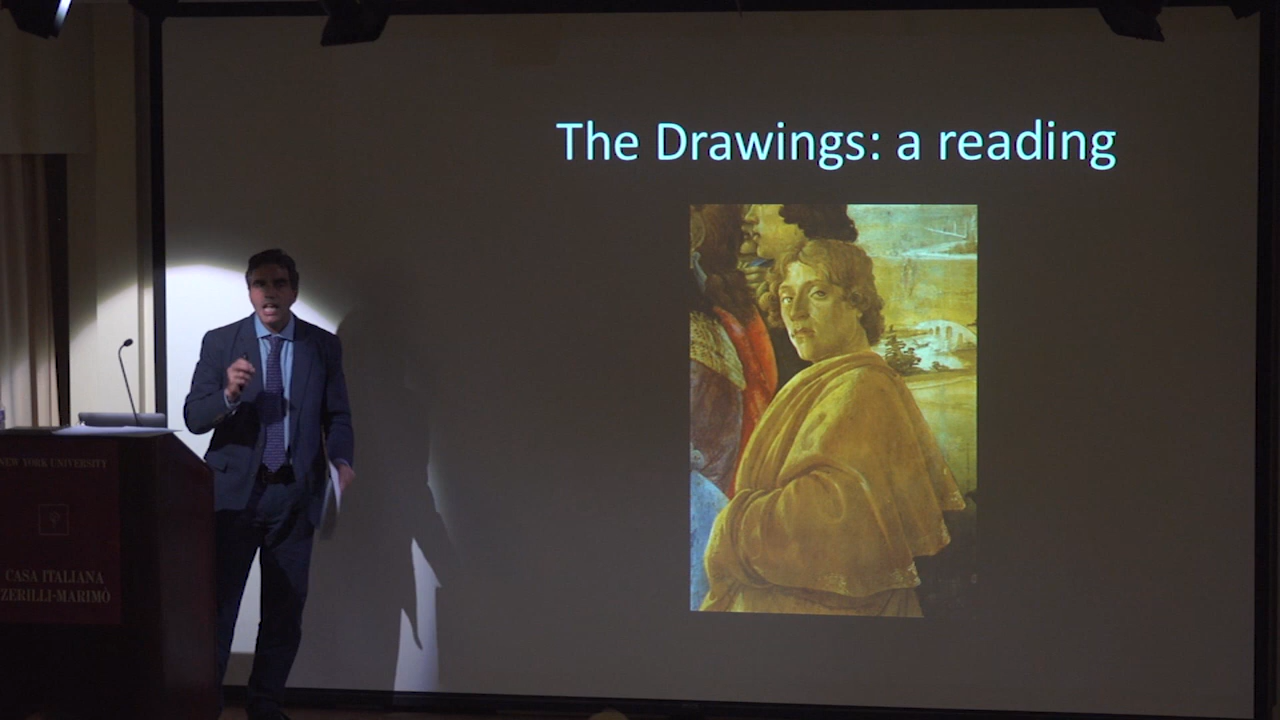 The Drawings: a reading
NEW YORK UNIVERSITY
CASA ITALIANA
ZERILLI-MARIMÒ